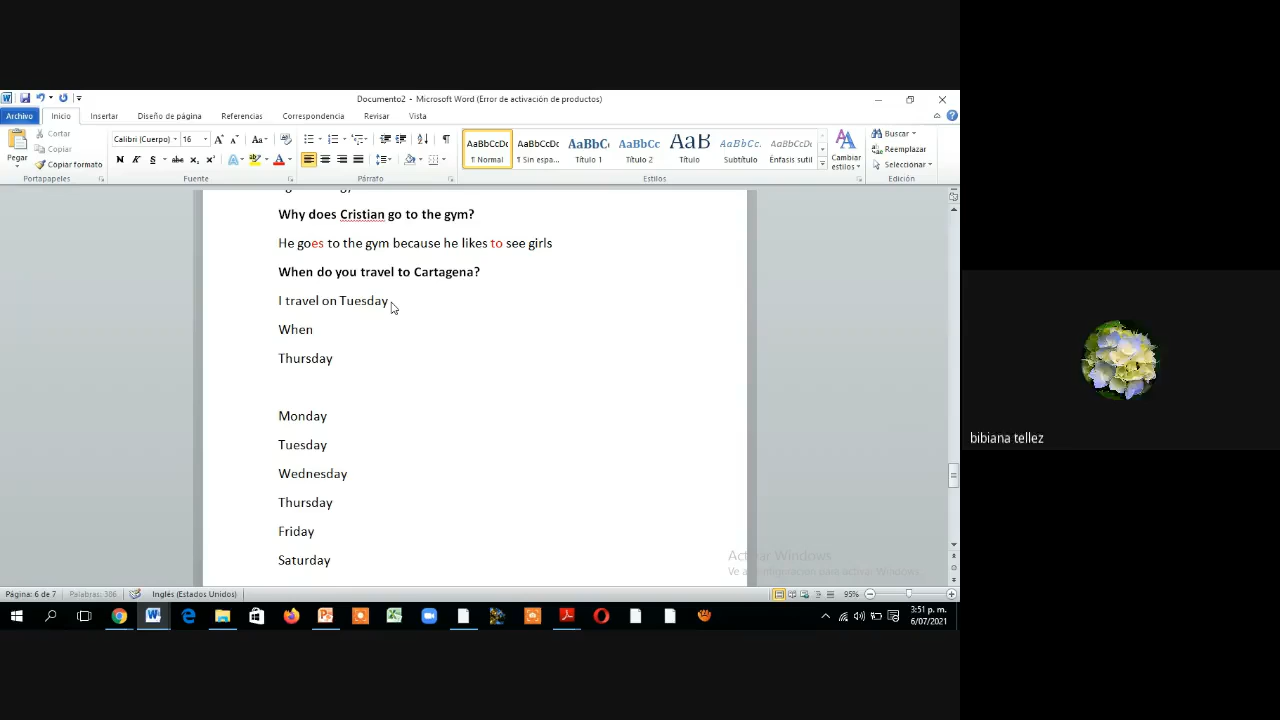 Documento2 - Microsoft Word (Error de activación de productos)
Archivo Inicio Insertar Diseño de página Referencias Correspondencia Revisar Vista
Pegar
Cortar
Copiar
Copiar formato
Portapapeles
Calibri (Cuerpo) 16
Fuente
Párrafo
AaBbCcDc AaBbCcDc AaBbC AaBbCc AaB AaBbCc. AaBbCcDc
¶ Normal ¶ Sin espa... Título 1 Título 2 Título Subtítulo Énfasis sutil
Estilos
Cambiar estilos
Buscar
Reemplazar
Seleccionar
Edición
Why does Cristian go to the gym?
He goes to the gym because he likes to see girls
When do you travel to Cartagena?
I travel on Tuesday
When
Thursday
Monday
Tuesday
Wednesday
Thursday
Friday
Saturday
Activar Windows
Página: 6 de 7 Palabras: 306 Inglés (Estados Unidos) 95%
3:51 p. m.
6/07/2021
bibiana tellez